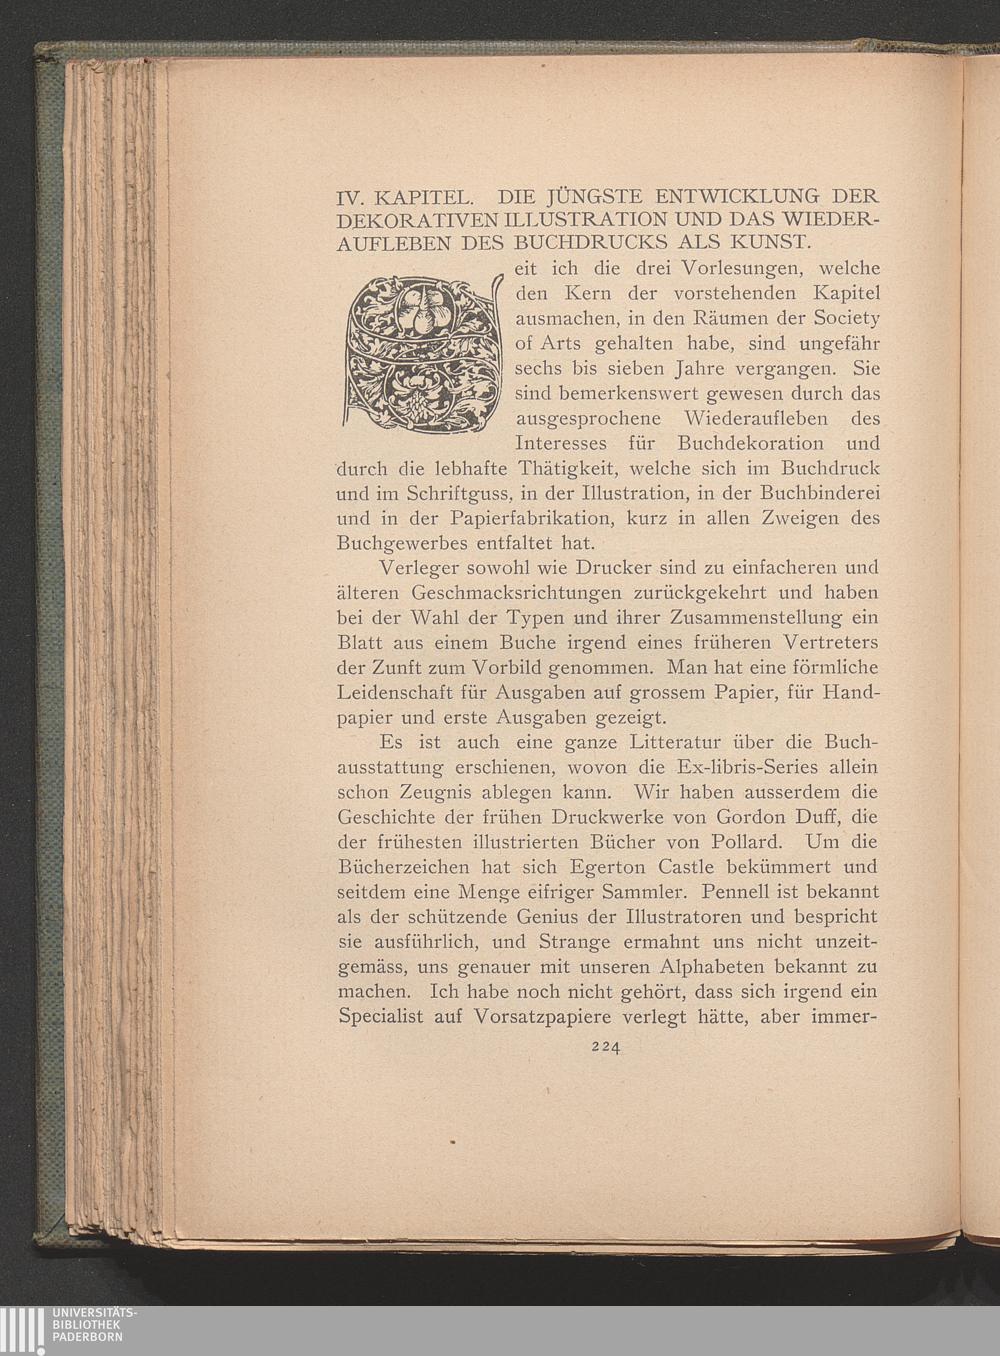 IV. KAPITEL. DIE JÜNGSTE ENTWICKLUNG DER
DEKORATIVEN ILLUSTRATION UND DAS WIEDER-
AUFLEBEN DES BUCHDRUCKS ALS KUNST.
Seit ich die drei Vorlesungen, welche
den Kern der vorstehenden Kapitel
ausmachen, in den Räumen der Society
of Arts gehalten habe, sind ungefähr
sechs bis sieben Jahre vergangen. Sie
sind bemerkenswert gewesen durch das
ausgesprochene Wiederaufleben des
Interesses für Buchdekoration und
durch die lebhafte Thätigkeit, welche sich im Buchdruck
und im Schriftguss, in der Illustration, in der Buchbinderei
und in der Papierfabrikation, kurz in allen Zweigen des
Buchgewerbes entfaltet hat.
Verleger sowohl wie Drucker sind zu einfacheren und
älteren Geschmacksrichtungen zurückgekehrt und haben
bei der Wahl der Typen und ihrer Zusammenstellung ein
Blatt aus einem Buche irgend eines früheren Vertreters
der Zunft zum Vorbild genommen. Man hat eine förmliche
Leidenschaft für Ausgaben auf grossem Papier, für Hand-
papier und erste Ausgaben gezeigt.
Es ist auch eine ganze Litteratur über die Buch-
ausstattung erschienen, wovon die Ex-libris-Series allein
schon Zeugnis ablegen kann. Wir haben ausserdem die
Geschichte der frühen Druckwerke von Gordon Duff, die
der frühesten illustrierten Bücher von Pollard. Um die
Bücherzeichen hat sich Egerton Castle bekümmert und
seitdem eine Menge eifriger Sammler. Pennell ist bekannt
als der schützende Genius der Illustratoren und bespricht
sie ausführlich, und Strange ermahnt uns nicht unzeit-
gemäss, uns genauer mit unseren Alphabeten bekannt zu
machen. Ich habe noch nicht gehört, dass sich irgend ein
Specialist auf Vorsatzpapiere verlegt hätte, aber immer-
224
UNIVERSITÄTS-
BIBLIOTHEK
PADERBORN